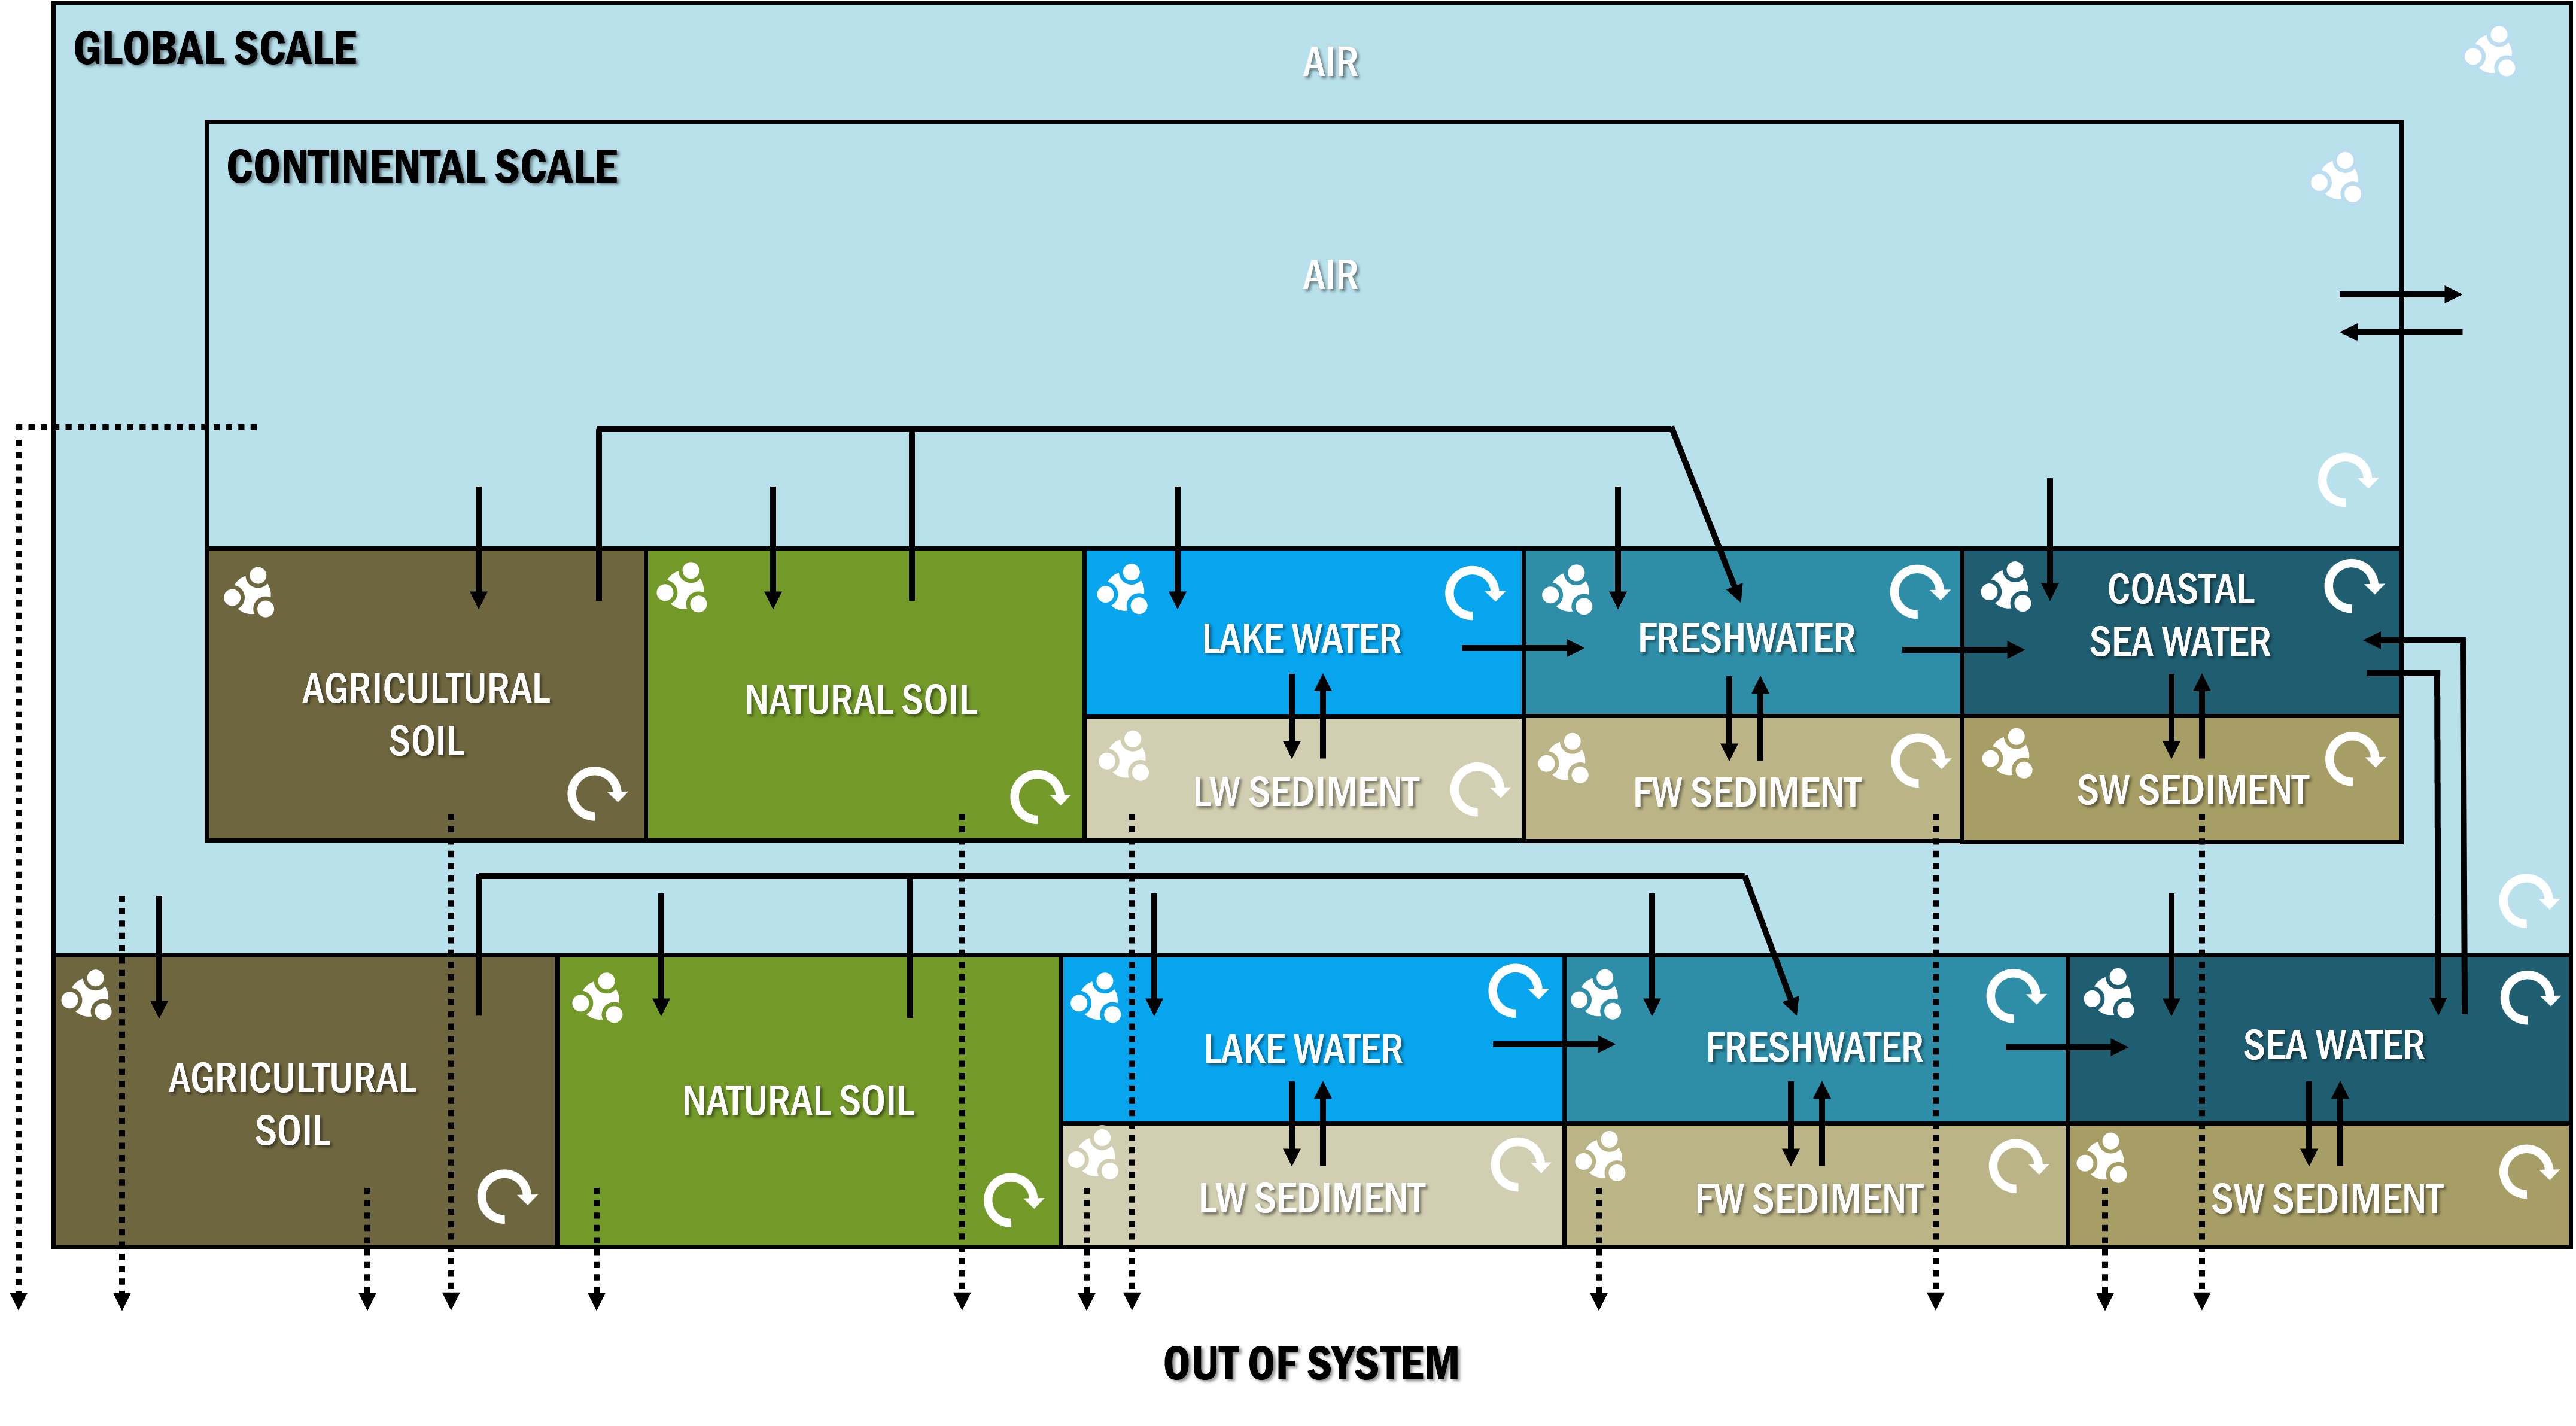 GLOBAL SCALE
AIR
CONTINENTAL SCALE
AIR
AGRICULTURAL
SOIL
NATURAL SOIL
LAKE WATER
FRESHWATER
COASTAL
SEA WATER
LW SEDIMENT
FW SEDIMENT
SW SEDIMENT
AGRICULTURAL
SOIL
NATURAL SOIL
LAKE WATER
FRESHWATER
SEA WATER
LW SEDIMENT
FW SEDIMENT
SW SEDIMENT
OUT OF SYSTEM